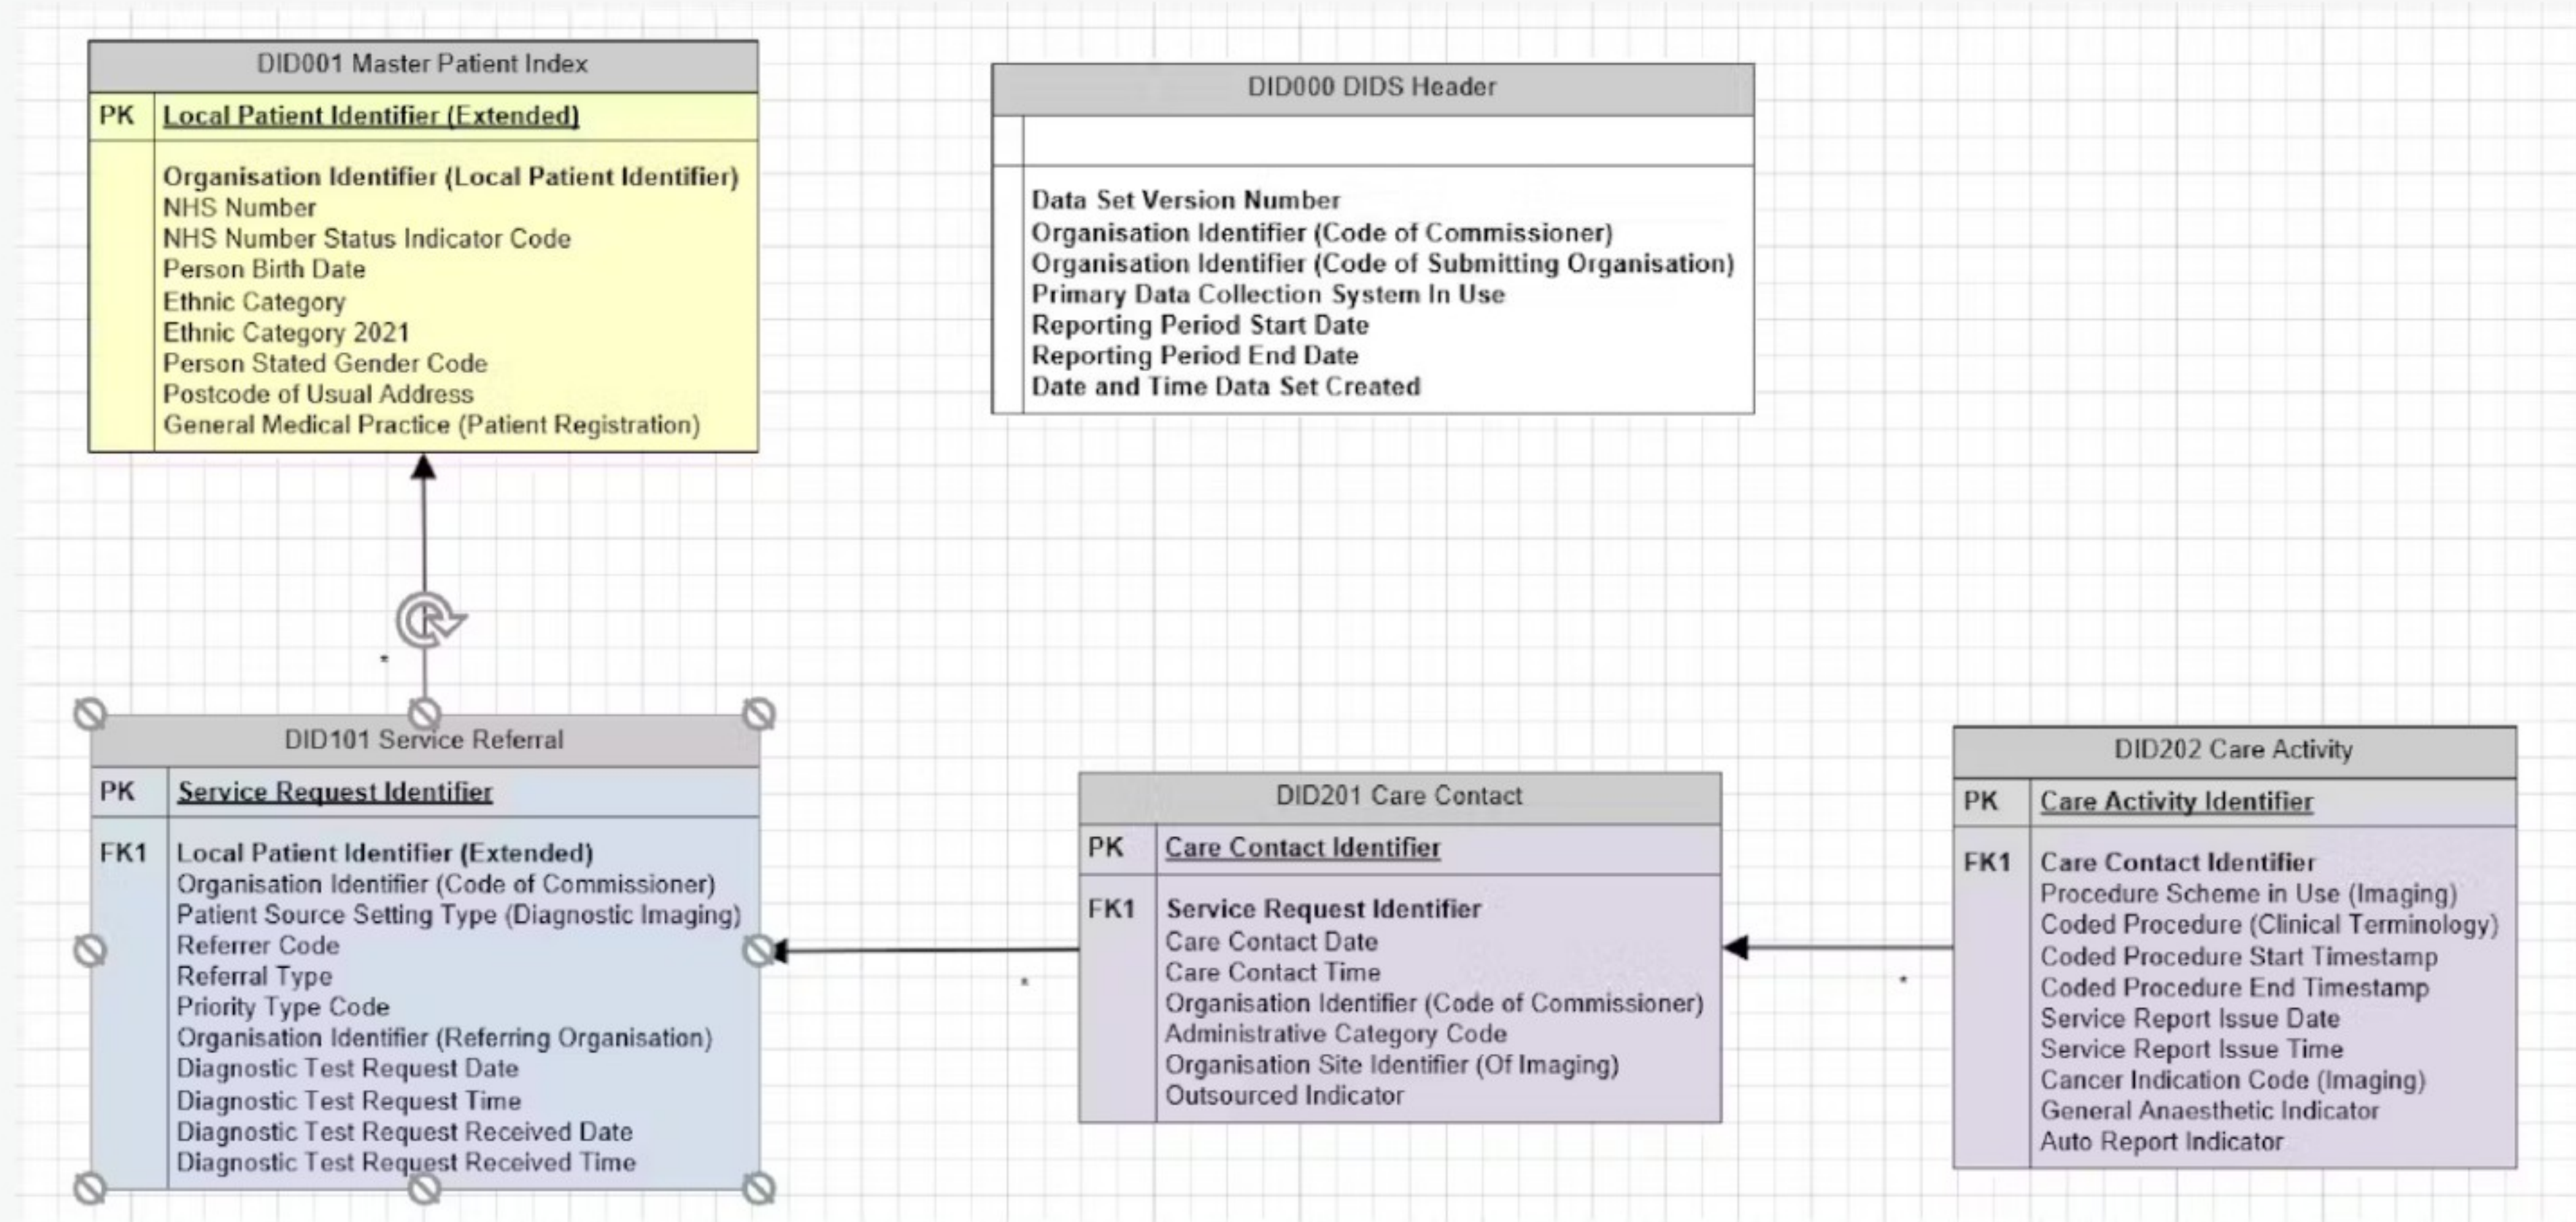 DID001 Master Patient Index
PK Local Patient Identifier (Extended)
Organisation Identifier (Local Patient Identifier)
NHS Number
NHS Number Status Indicator Code
Person Birth Date
Ethnic Category
Ethnic Category 2021
Person Stated Gender Code
Postcode of Usual Address
General Medical Practice (Patient Registration)
DID000 DIDS Header
Data Set Version Number
Organisation Identifier (Code of Commissioner)
Organisation Identifier (Code of Submitting Organisation)
Primary Data Collection System In Use
Reporting Period Start Date
Reporting Period End Date
Date and Time Data Set Created
*
DID101 Service Referral
PK Service Request Identifier
FK1 Local Patient Identifier (Extended)
Organisation Identifier (Code of Commissioner)
Patient Source Setting Type (Diagnostic Imaging)
Referrer Code
Referral Type
Priority Type Code
Organisation Identifier (Referring Organisation)
Diagnostic Test Request Date
Diagnostic Test Request Time
Diagnostic Test Request Received Date
Diagnostic Test Request Received Time
*
DID201 Care Contact
PK Care Contact Identifier
FK1 Service Request Identifier
Care Contact Date
Care Contact Time
Organisation Identifier (Code of Commissioner)
Administrative Category Code
Organisation Site Identifier (Of Imaging)
Outsourced Indicator
*
DID202 Care Activity
PK Care Activity Identifier
FK1 Care Contact Identifier
Procedure Scheme in Use (Imaging)
Coded Procedure (Clinical Terminology)
Coded Procedure Start Timestamp
Coded Procedure End Timestamp
Service Report Issue Date
Service Report Issue Time
Cancer Indication Code (Imaging)
General Anaesthetic Indicator
Auto Report Indicator